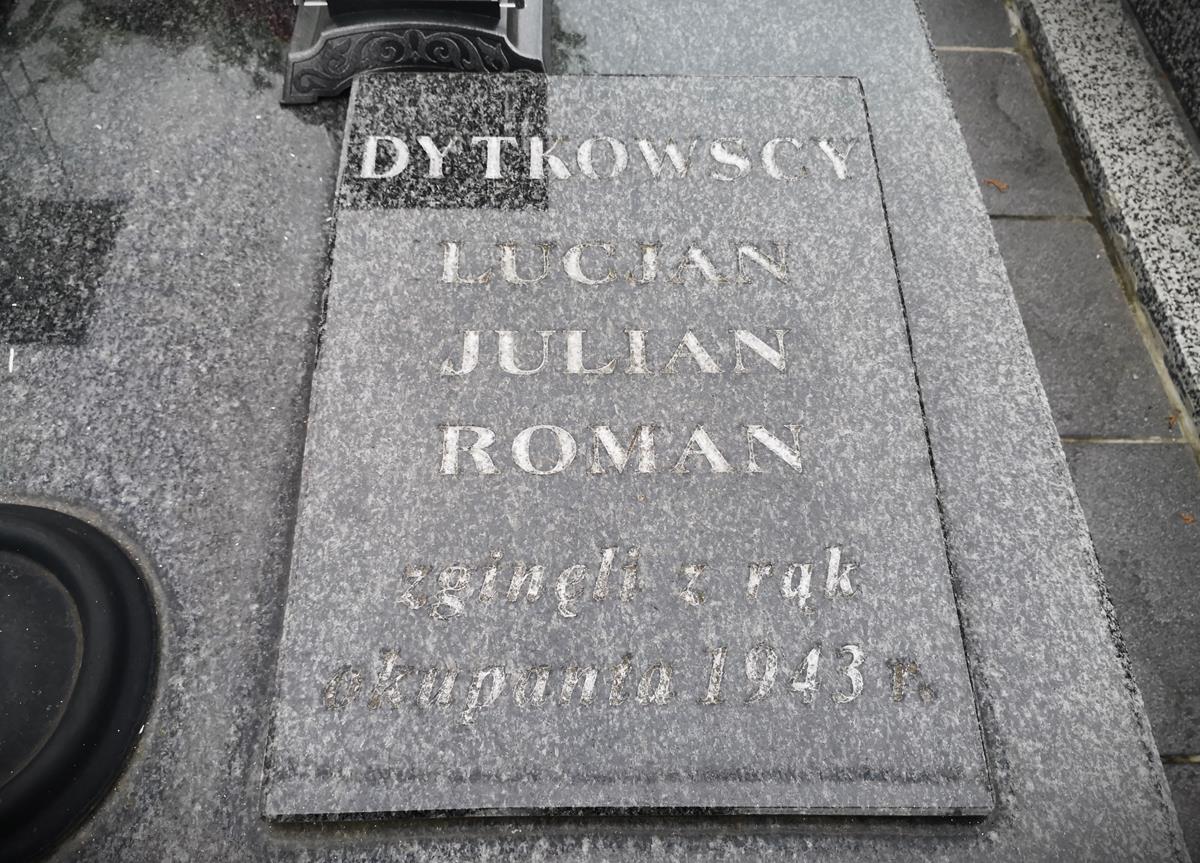 DYTKOWSCY
LUCJAN
JULIAN
ROMAN
zginęli z rąk
okupanta 1943 r.